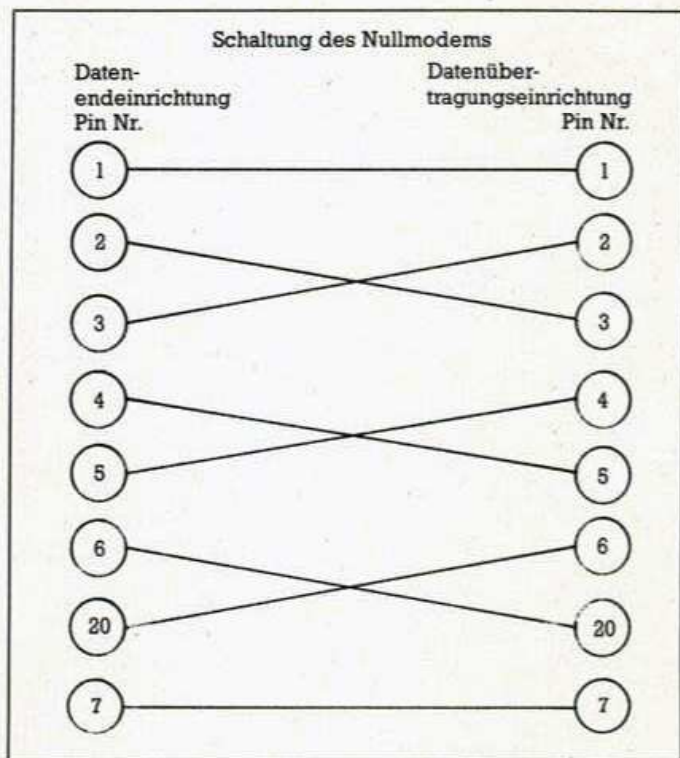 Schaltung des Nullmodems
Daten-
endeinrichtung
Pin Nr.
Datenüber-
tragungseinrichtung
Pin Nr.
1 1
2 2
3 3
4 4
5 5
6 6
20 20
7 7